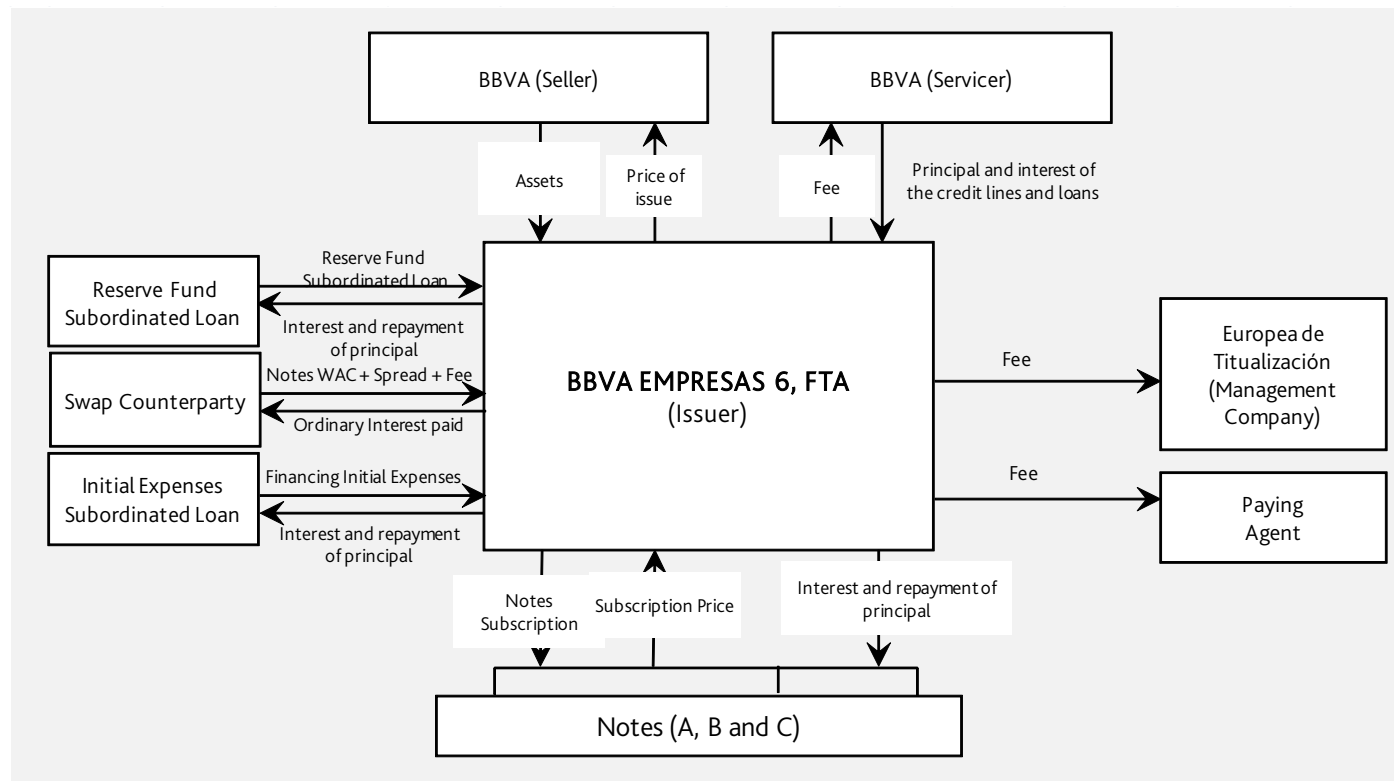 BBVA (Seller)
BBVA (Servicer)
Assets
Price of
issue
Fee
Principal and interest of
the credit lines and loans
Reserve Fund
Subordinated Loan
Reserve Fund
Subordinated Loan
Interest and repayment
of principal
Notes WAC + Spread + Fee
Swap Counterparty
Ordinary Interest paid
Initial Expenses
Subordinated Loan
Financing Initial Expenses
Interest and repayment
of principal
BBVA EMPRESAS 6, FTA
(Issuer)
Fee
Europea de
Titualización
(Management
Company)
Fee
Paying
Agent
Notes
Subscription
Subscription Price
Interest and repayment of
principal
Notes (A, B and C)